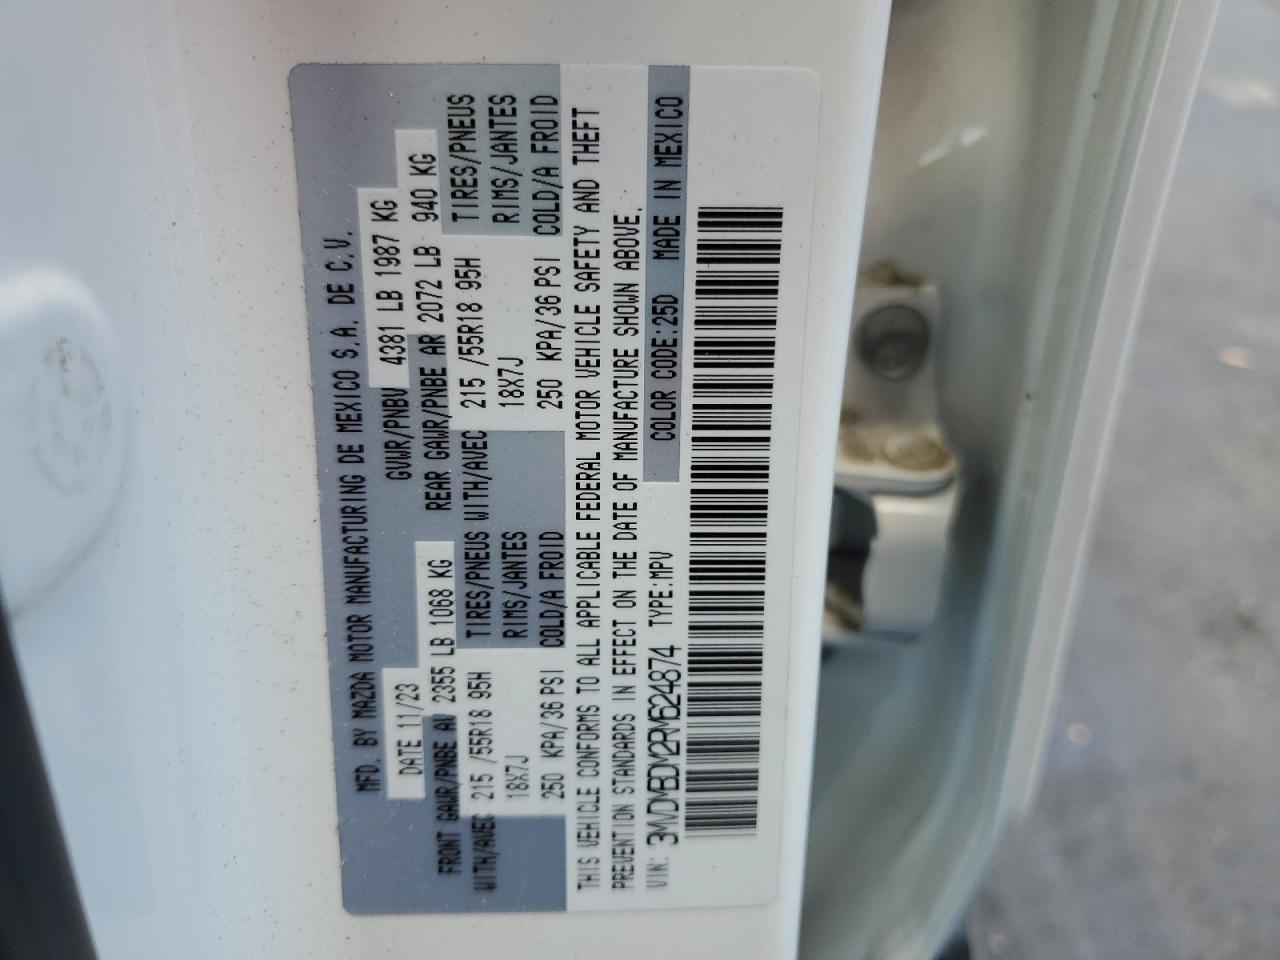 MFD. BY MAZDA MOTOR MANUFACTURING DE MEXICO S.A. DE C.V.
DATE 11/23 GVWR/PNBV 4381 LB 1987 KG
FRONT GAWR/PNBE AV 2355 LB 1068 KG REAR GAWR/PNBE AR 2072 LB 940 KG
WITH/AVEC 215 /55R18 95H TIRES/PNEUS WITH/AVEC 215 /55R18 95H TIRES/PNEUS
18X7J RIMS/JANTES 18X7J RIMS/JANTES
250 KPA/36 PSI COLD/A FROID 250 KPA/36 PSI COLD/A FROID
THIS VEHICLE CONFORMS TO ALL APPLICABLE FEDERAL MOTOR VEHICLE SAFETY AND THEFT
PREVENTION STANDARDS IN EFFECT ON THE DATE OF MANUFACTURE SHOWN ABOVE.
VIN: 3MVDMBDM2RM624874 TYPE:MPV COLOR CODE:25D MADE IN MEXICO